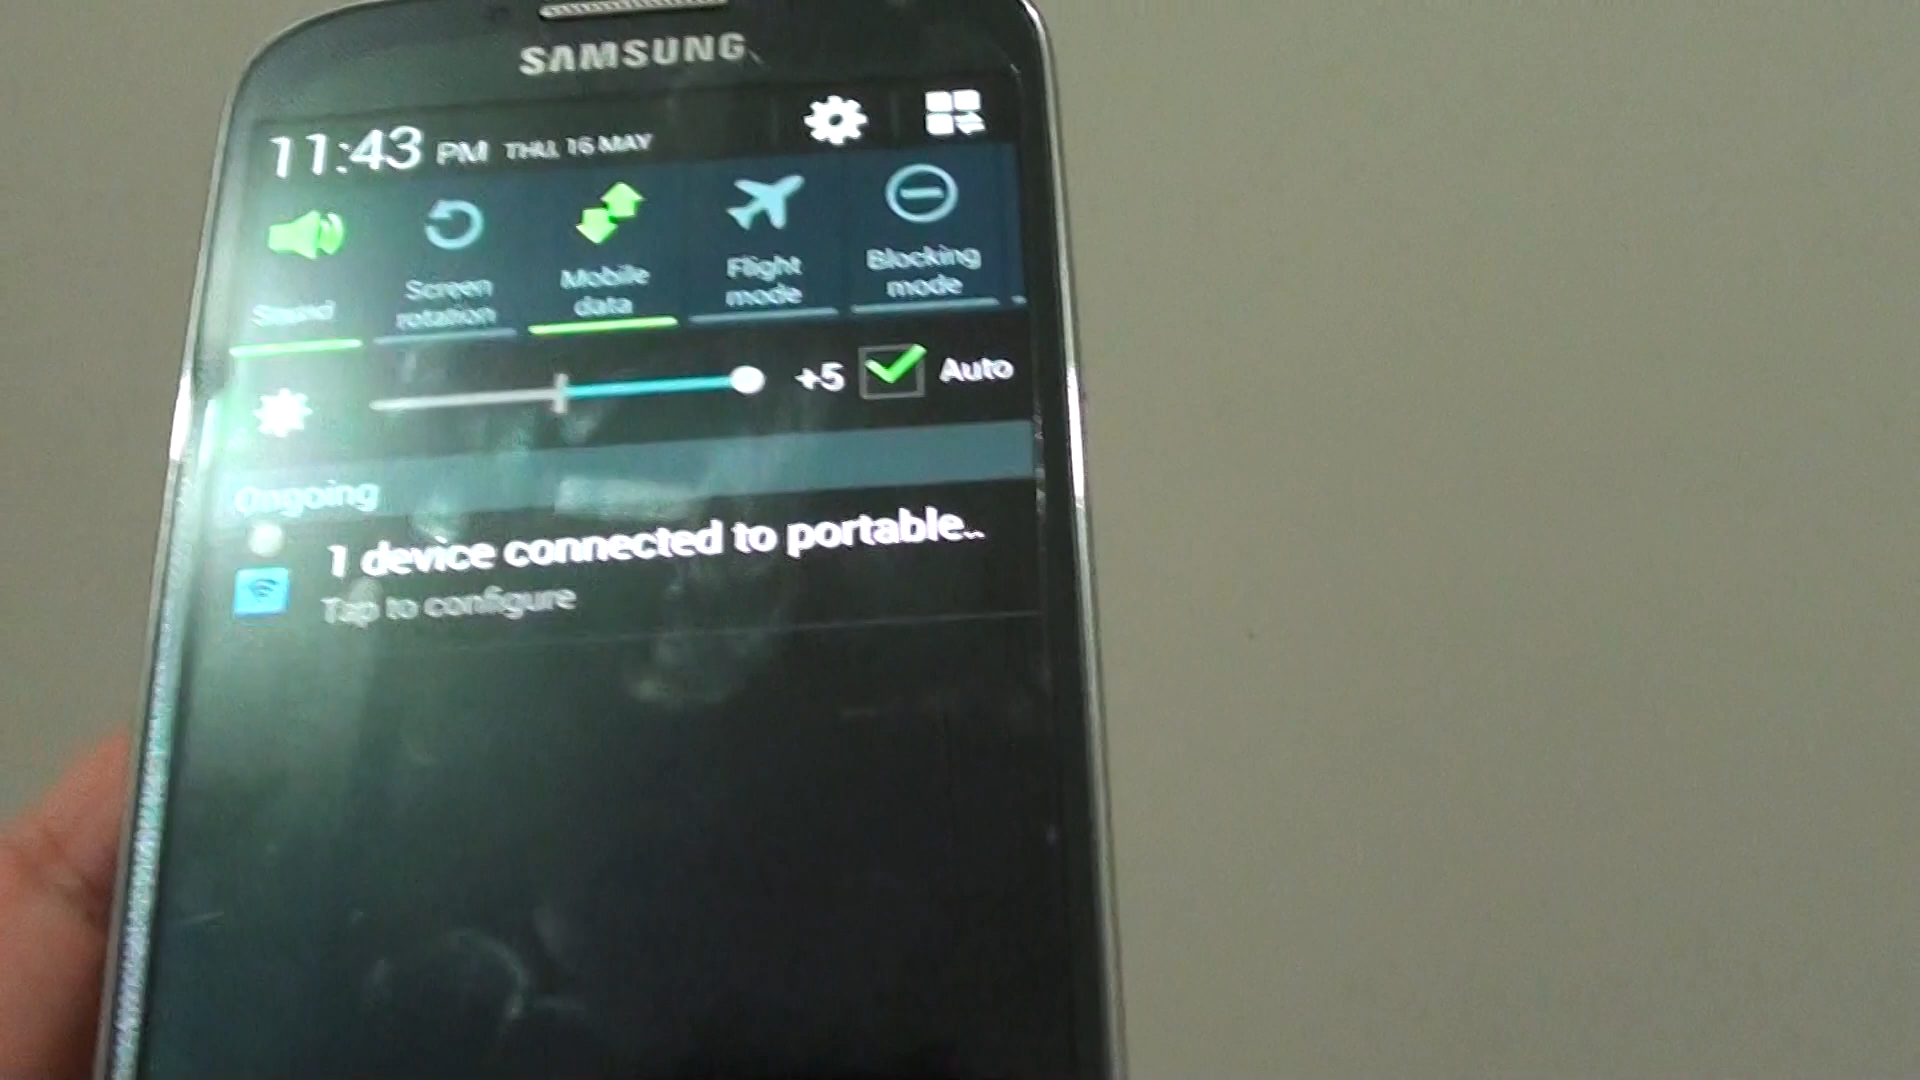 SAMSUNG
11:43 PM THU, 16 MAY
Sound
Screen rotation
Mobile data
Flight mode
Blocking mode
+5 Auto
Ongoing
1 device connected to portable..
Tap to configure